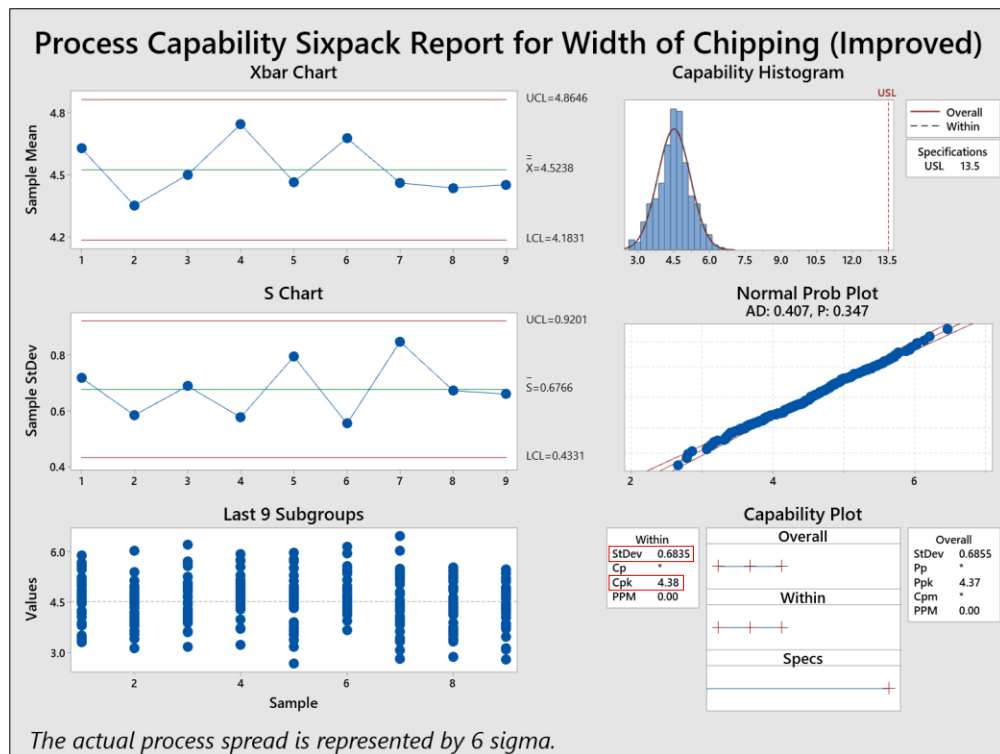 Process Capability Sixpack Report for Width of Chipping (Improved)
Xbar Chart
Sample Mean
4.8
4.5
4.2
1 2 3 4 5 6 7 8 9
UCL=4.8646
X̿=4.5238
LCL=4.1831
Capability Histogram
USL
3.0 4.5 6.0 7.5 9.0 10.5 12.0 13.5
Overall
Within
Specifications
USL 13.5
S Chart
Sample StDev
0.8
0.6
0.4
1 2 3 4 5 6 7 8 9
UCL=0.9201
S̄=0.6766
LCL=0.4331
Normal Prob Plot
AD: 0.407, P: 0.347
2 4 6
Last 9 Subgroups
Values
6.0
4.5
3.0
2 4 6 8
Sample
Capability Plot
Within
StDev 0.6835
Cp *
Cpk 4.38
PPM 0.00
Overall
Within
Specs
Overall
StDev 0.6855
Pp *
Ppk 4.37
Cpm *
PPM 0.00
The actual process spread is represented by 6 sigma.